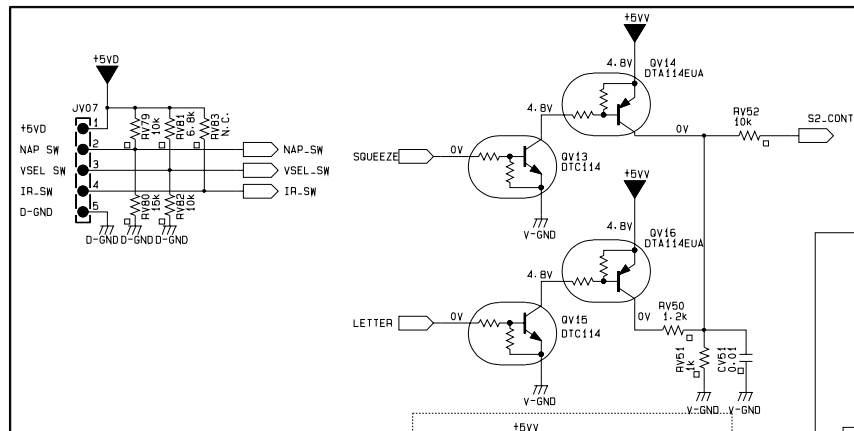 +5VD
JV07
+5VD
1
NAP SW
2
VSEL SW
3
IR_SW
4
D-GND
5
RV79
10k
RV81
6.8k
RV83
N.C.
RV80
15k
RV82
10k
NAP_SW
VSEL_SW
IR_SW
D-GND D-GND D-GND
+5VV
4.8V
QV14
DTA114EUA
4.8V
SQUEEZE
0V
QV13
DTC114
V-GND
0V
RV52
10k
S2_CONT
+5VV
4.8V
QV16
DTA114EUA
4.8V
LETTER
0V
QV15
DTC114
V-GND
0V
RV50
1.2k
RV51
1k
CV51
0.01
V-GND V-GND
+5VV